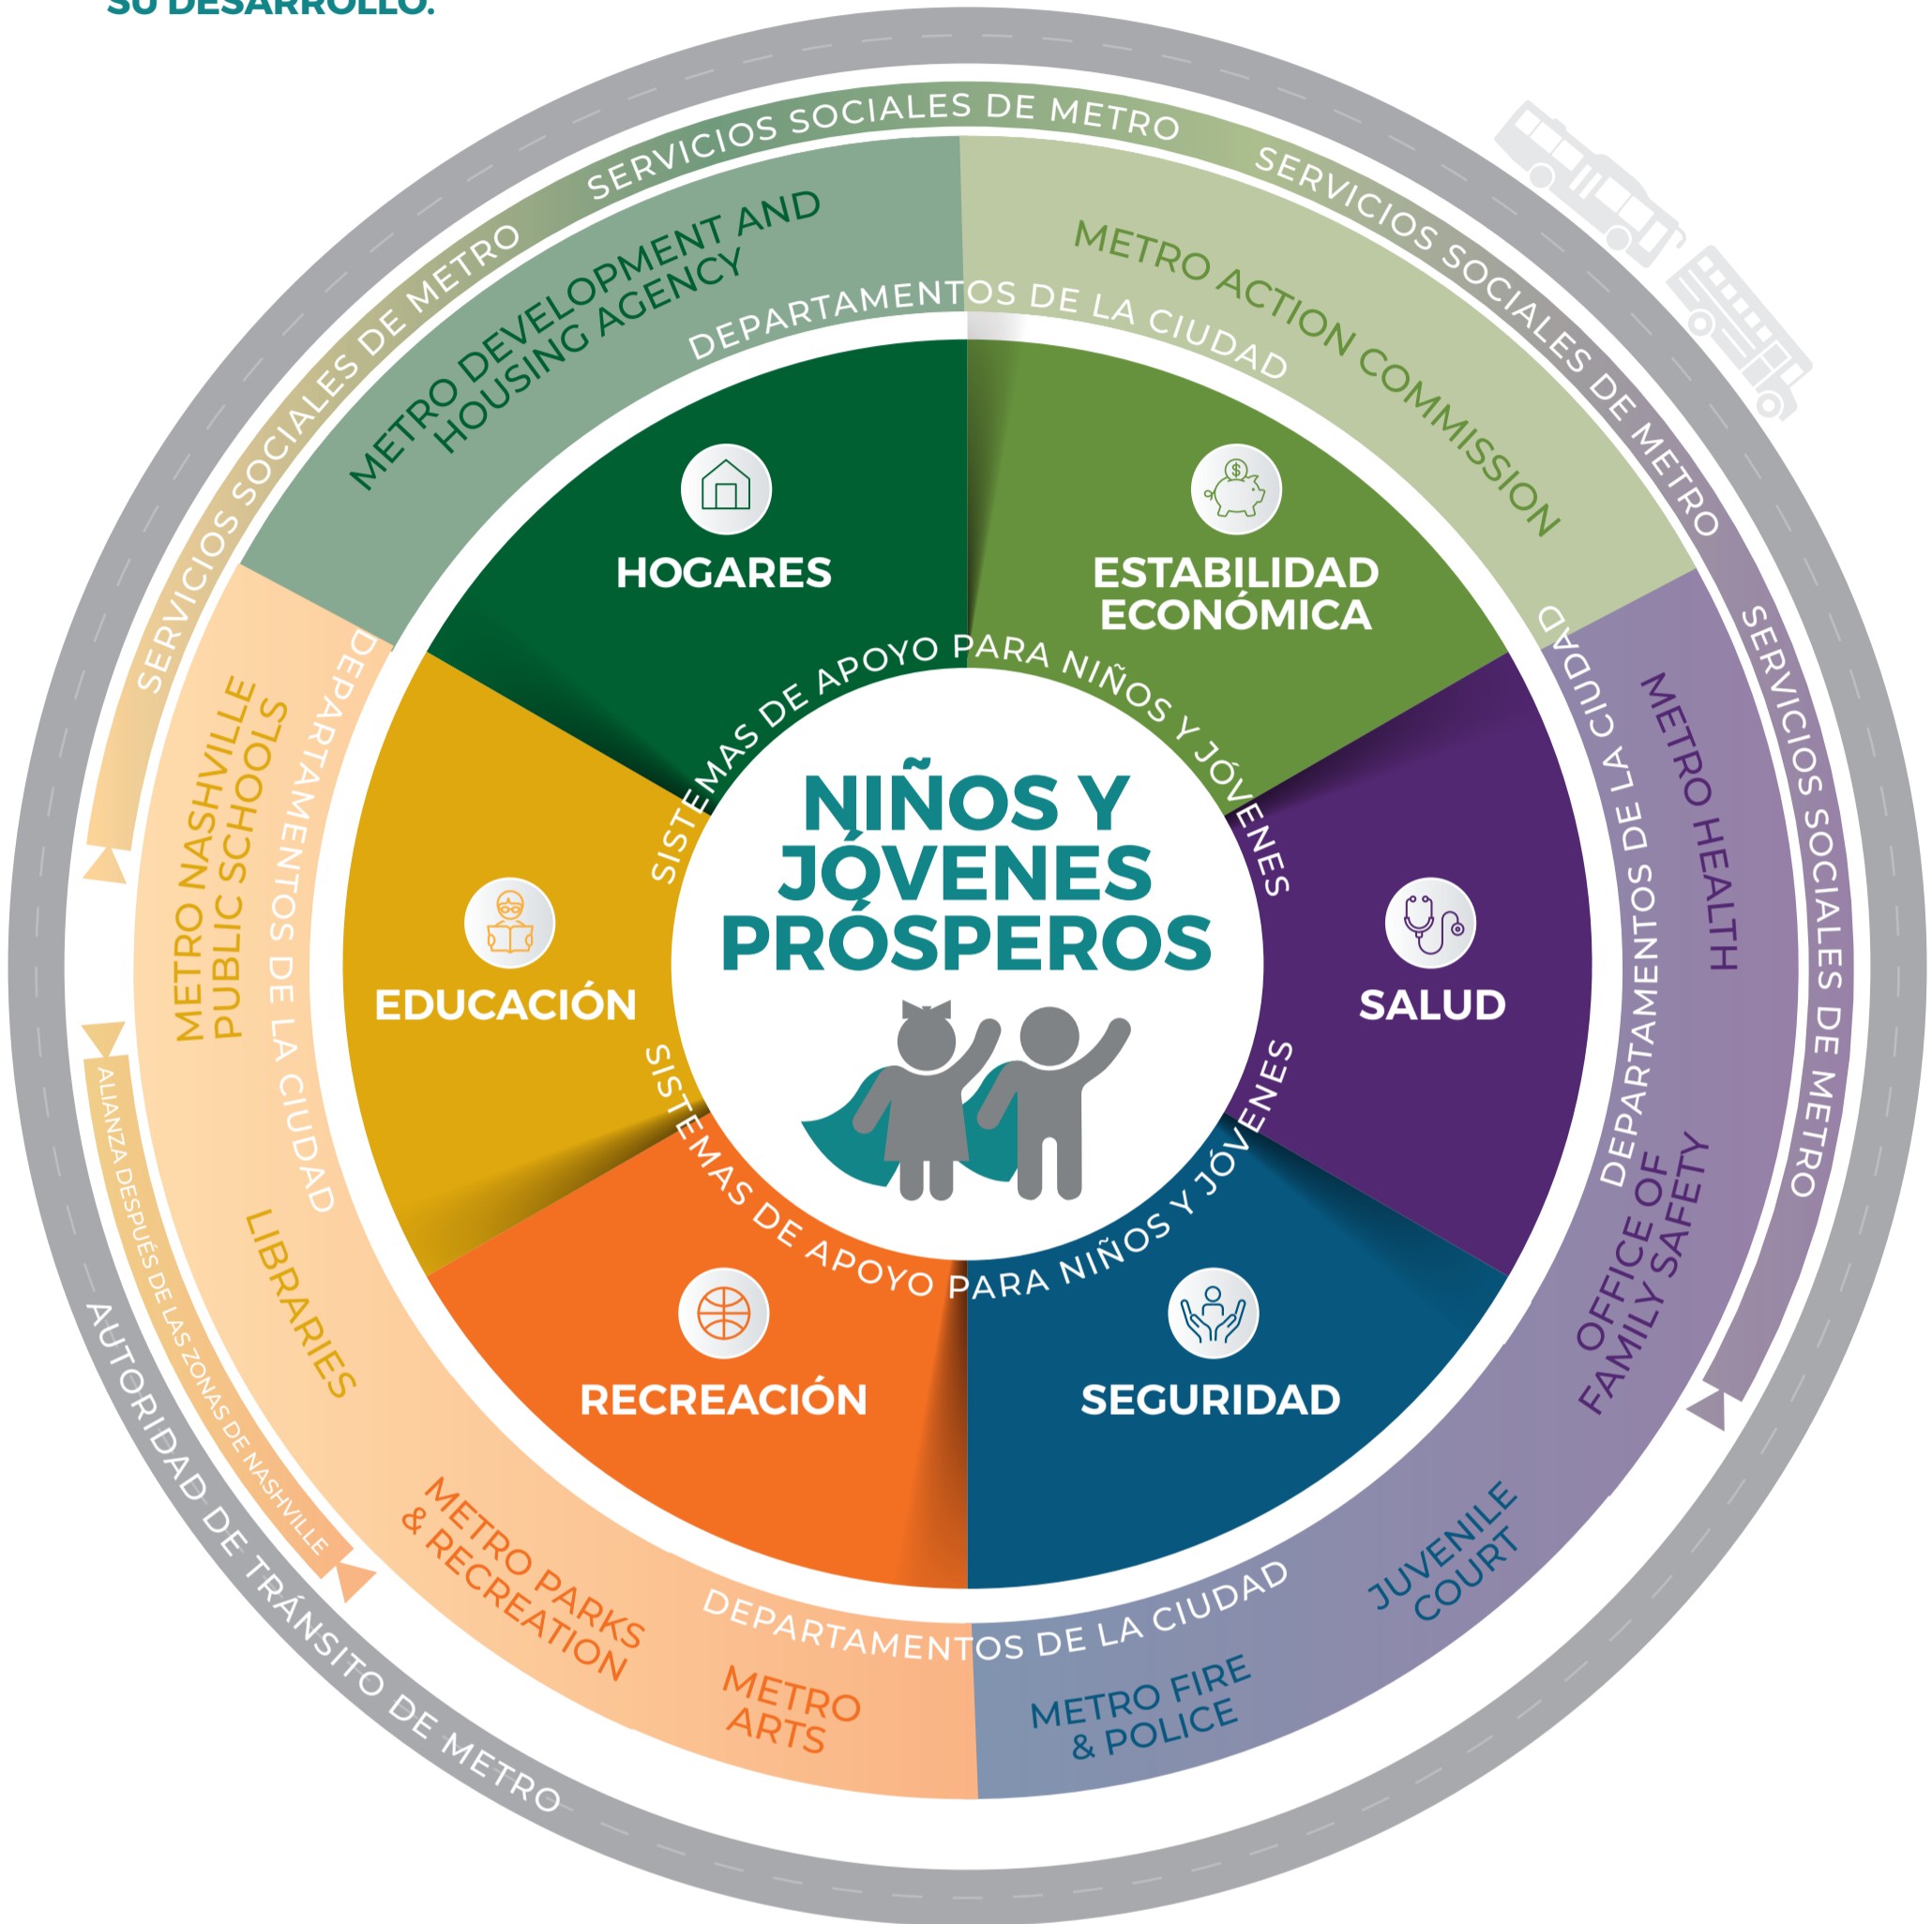 SU DESARROLLO.
SERVICIOS SOCIALES DE METRO
SERVICIOS SOCIALES DE METRO
SERVICIOS SOCIALES DE METRO
SERVICIOS SOCIALES DE METRO
METRO DEVELOPMENT AND
HOUSING AGENCY
METRO ACTION COMMISSION
DEPARTAMENTOS DE LA CIUDAD
HOGARES
ESTABILIDAD
ECONÓMICA
SISTEMAS DE APOYO PARA NIÑOS Y JÓVENES
NIÑOS Y
JÓVENES
PRÓSPEROS
METRO NASHVILLE
PUBLIC SCHOOLS
DEPARTAMENTOS DE LA CIUDAD
EDUCACIÓN
SALUD
DEPARTAMENTOS DE LA CIUDAD
METRO HEALTH
OFFICE OF
FAMILY SAFETY
SISTEMAS DE APOYO PARA NIÑOS Y JÓVENES
LIBRARIES
ALIANZA DESPUÉS DE LAS ZONAS DE NASHVILLE
AUTORIDAD DE TRÁNSITO DE METRO
RECREACIÓN
SEGURIDAD
METRO PARKS
& RECREATION
METRO
ARTS
DEPARTAMENTOS DE LA CIUDAD
METRO FIRE
& POLICE
JUVENILE
COURT